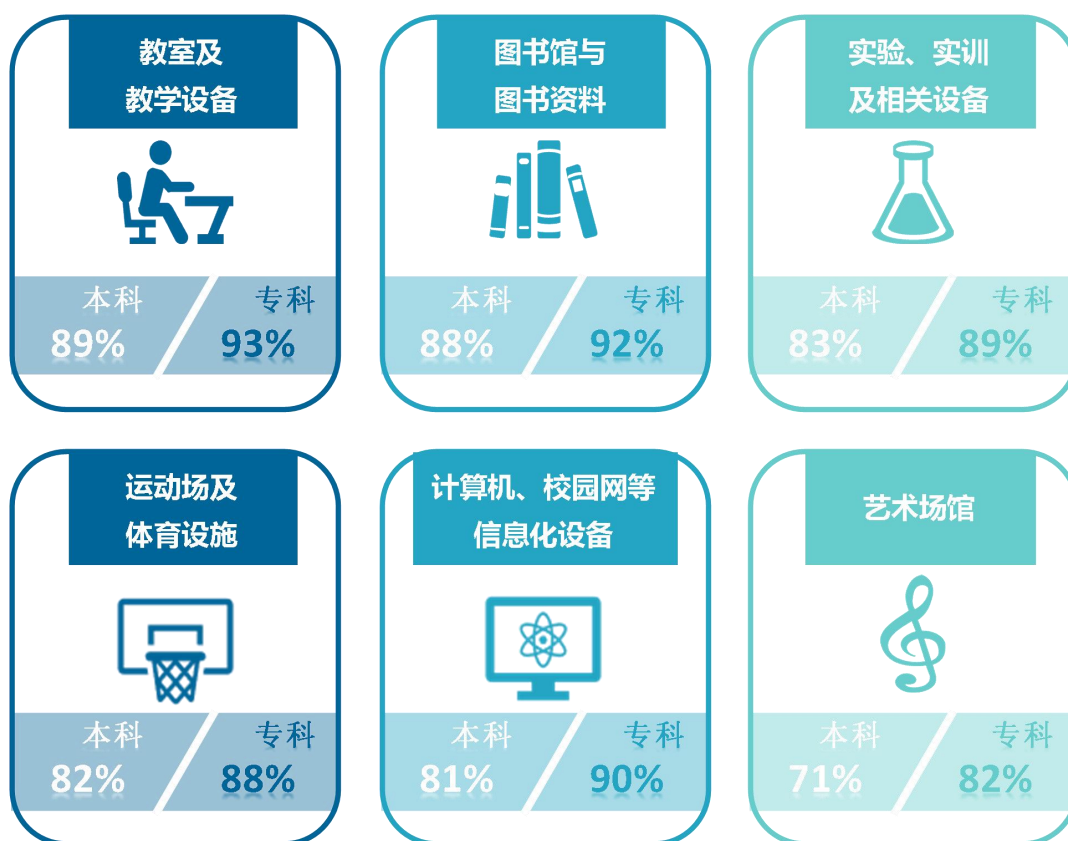 教室及
教学设备
本科 专科
89% 93%
图书馆与
图书资料
本科 专科
88% 92%
实验、实训
及相关设备
本科 专科
83% 89%
运动场及
体育设施
本科 专科
82% 88%
计算机、校园网等
信息化设备
本科 专科
81% 90%
艺术场馆
本科 专科
71% 82%